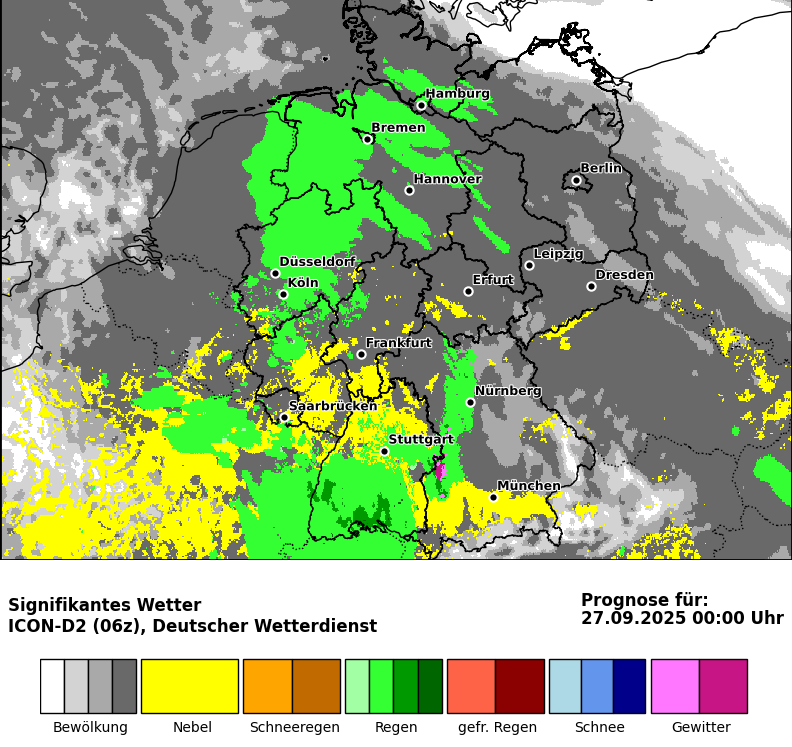 Hamburg
Bremen
Berlin
Hannover
Leipzig
Düsseldorf
Dresden
Köln
Erfurt
Frankfurt
Nürnberg
Saarbrücken
Stuttgart
München
Signifikantes Wetter
ICON-D2 (06z), Deutscher Wetterdienst
Prognose für:
27.09.2025 00:00 Uhr
Bewölkung Nebel Schneeregen Regen gefr. Regen Schnee Gewitter